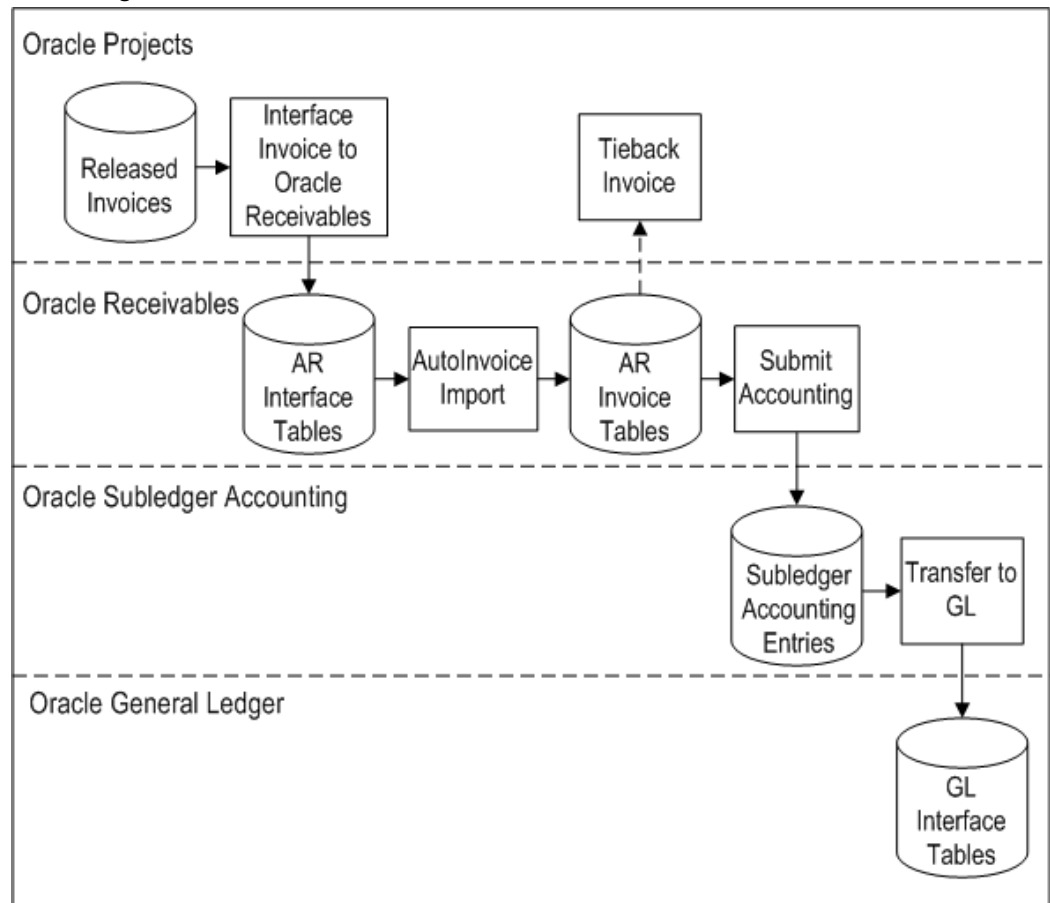 Oracle Projects
Released
Invoices
Interface
Invoice to
Oracle
Receivables
Tieback
Invoice
Oracle Receivables
AR
Interface
Tables
AutoInvoice
Import
AR
Invoice
Tables
Submit
Accounting
Oracle Subledger Accounting
Subledger
Accounting
Entries
Transfer to
GL
Oracle General Ledger
GL
Interface
Tables